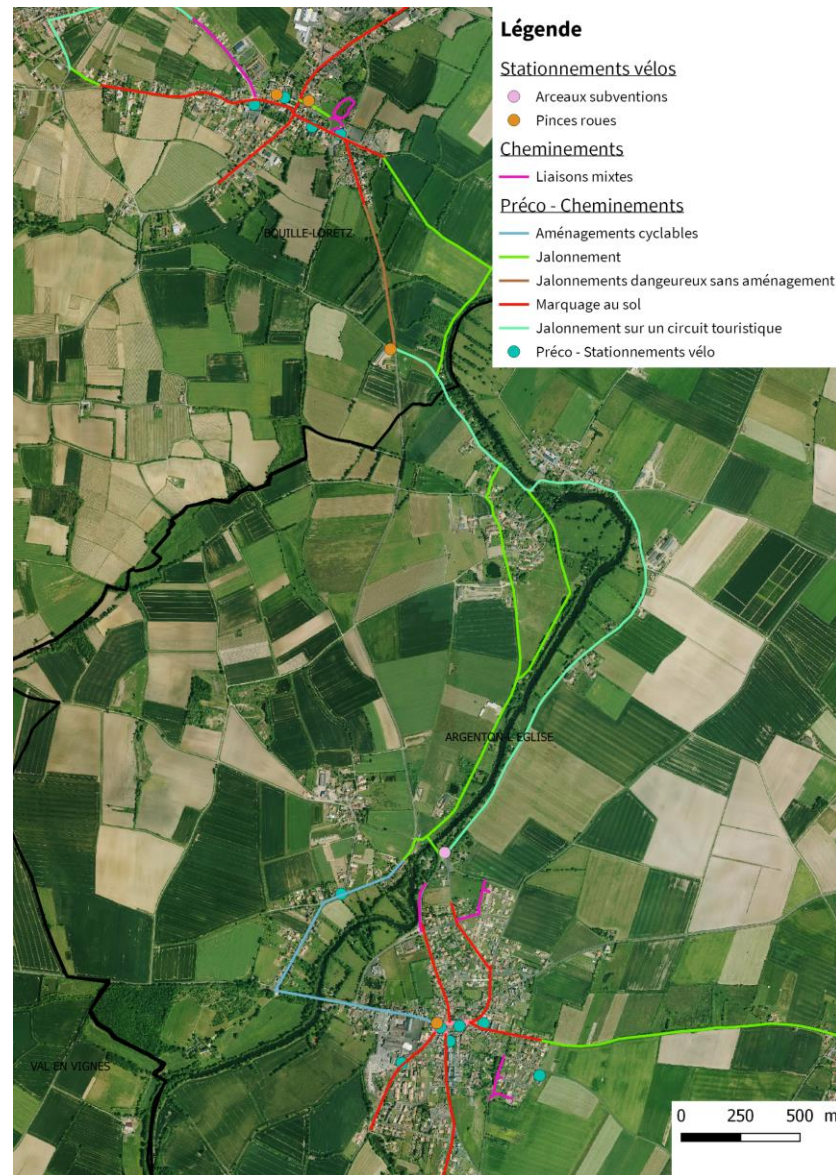 Légende
Stationnements vélos
Arceaux subventions
Pinces roues
Cheminements
Liaisons mixtes
Préco - Cheminements
Aménagements cyclables
Jalonnement
Jalonnements dangeureux sans aménagement
Marquage au sol
Jalonnement sur un circuit touristique
Préco - Stationnements vélo
BOUILLE-LORETZ
ARGENTON-L'EGLISE
VAL EN VIGNES
0 250 500 m